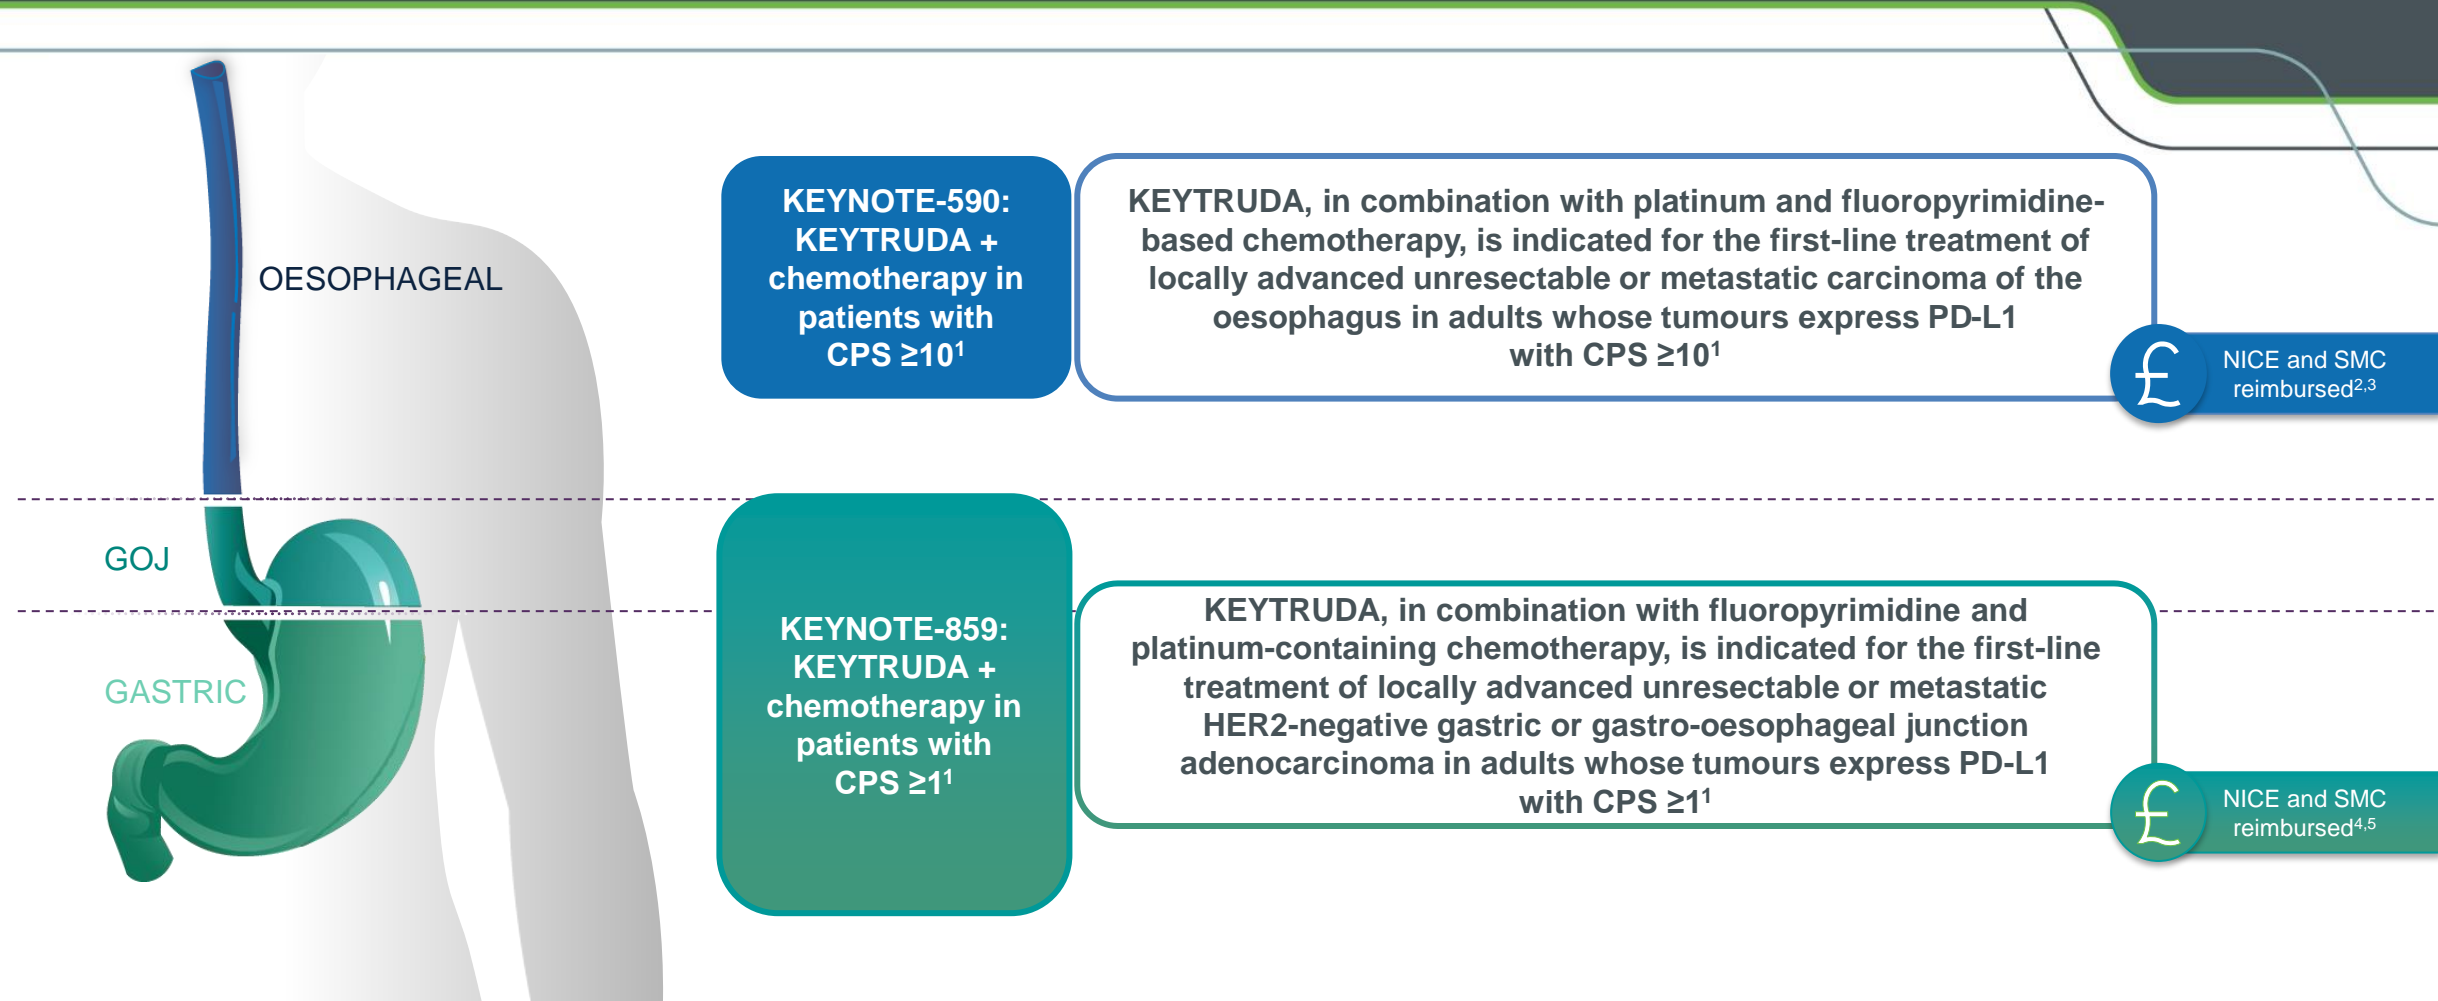 OESOPHAGEAL
GOJ
GASTRIC
KEYNOTE-590:
KEYTRUDA +
chemotherapy in
patients with
CPS ≥10¹
KEYTRUDA, in combination with platinum and fluoropyrimidine-
based chemotherapy, is indicated for the first-line treatment of
locally advanced unresectable or metastatic carcinoma of the
oesophagus in adults whose tumours express PD-L1
with CPS ≥10¹
£
NICE and SMC
reimbursed²,³
KEYNOTE-859:
KEYTRUDA +
chemotherapy in
patients with
CPS ≥1¹
KEYTRUDA, in combination with fluoropyrimidine and
platinum-containing chemotherapy, is indicated for the first-line
treatment of locally advanced unresectable or metastatic
HER2-negative gastric or gastro-oesophageal junction
adenocarcinoma in adults whose tumours express PD-L1
with CPS ≥1¹
£
NICE and SMC
reimbursed⁴,⁵